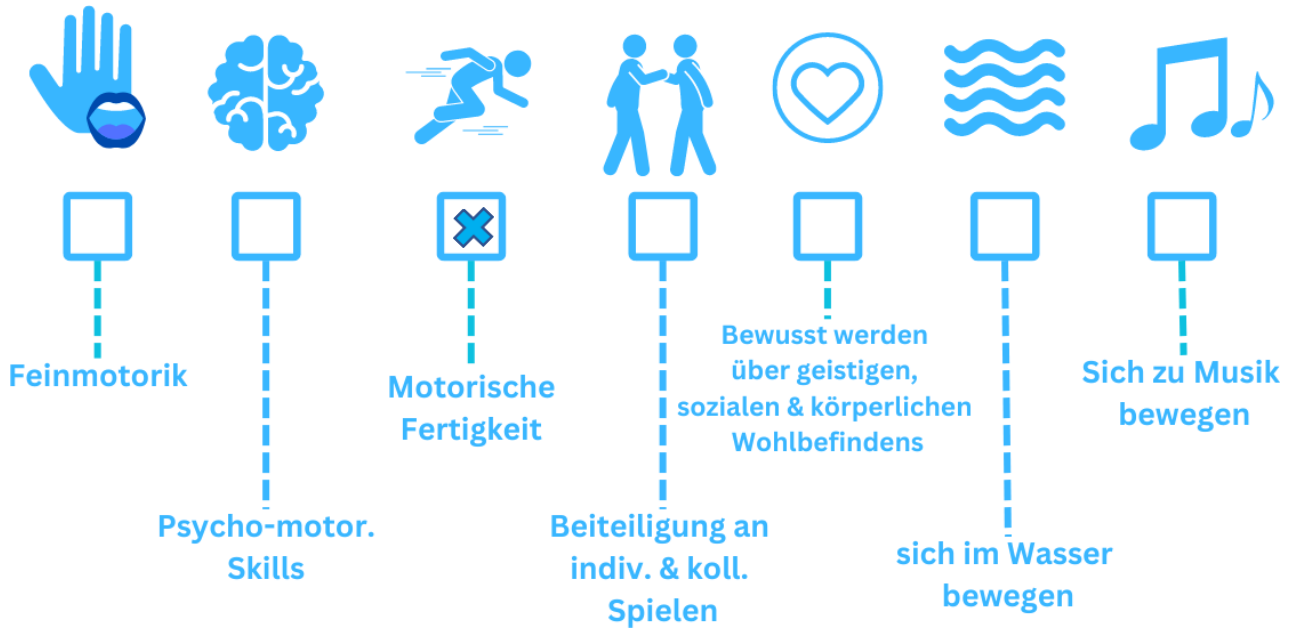 Feinmotorik
Psycho-motor.
Skills
Motorische
Fertigkeit
Beiteiligung an
indiv. & koll.
Spielen
Bewusst werden
über geistigen,
sozialen & körperlichen
Wohlbefindens
sich im Wasser
bewegen
Sich zu Musik
bewegen